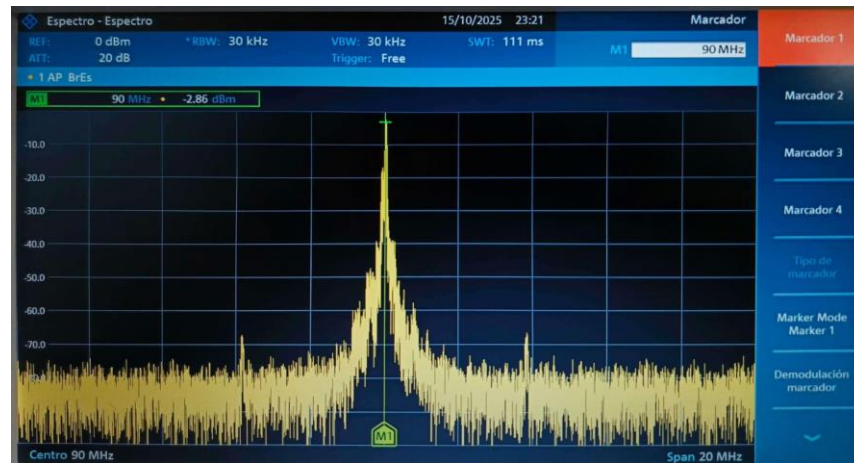 Espectro - Espectro 15/10/2025 23:21 Marcador
REF: 0 dBm *RBW: 30 kHz VBW: 30 kHz SWT: 111 ms
ATT: 20 dB Trigger: Free
M1 90 MHz
1 AP BrEs
M1 90 MHz • -2.86 dBm
-10.0
-20.0
-30.0
-40.0
-50.0
-60.0
-70.0
M1
Centro 90 MHz Span 20 MHz
Marcador 1
Marcador 2
Marcador 3
Marcador 4
Tipo de
marcador
Marker Mode
Marker 1
Demodulación
marcador